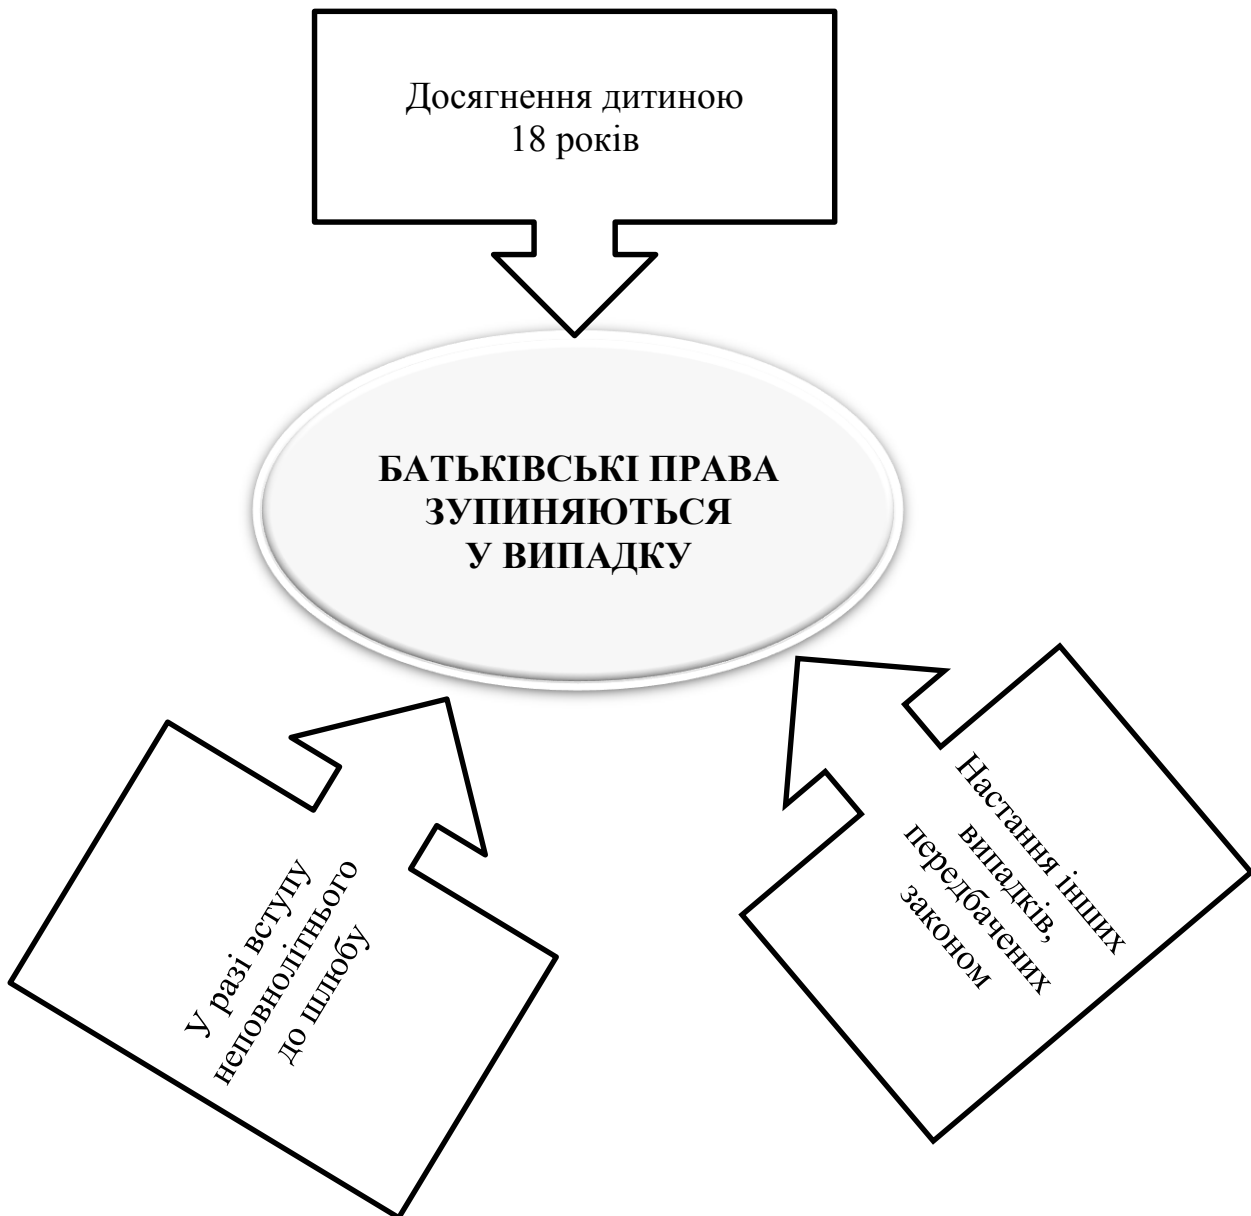 Досягнення дитиною
18 років
БАТЬКІВСЬКІ ПРАВА
ЗУПИНЯЮТЬСЯ
У ВИПАДКУ
У разі вступу
неповнолітнього
до шлюбу
Настання інших
випадків,
передбачених
законом